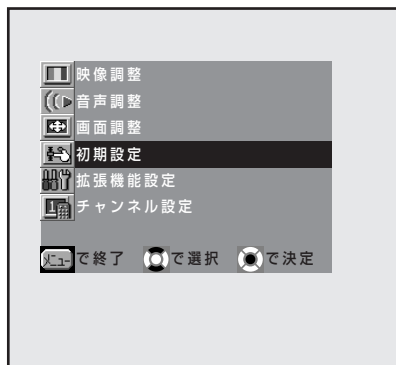 映像調整
音声調整
画面調整
初期設定
拡張機能設定
1 チャンネル設定
メニューで終了 で選択 で決定